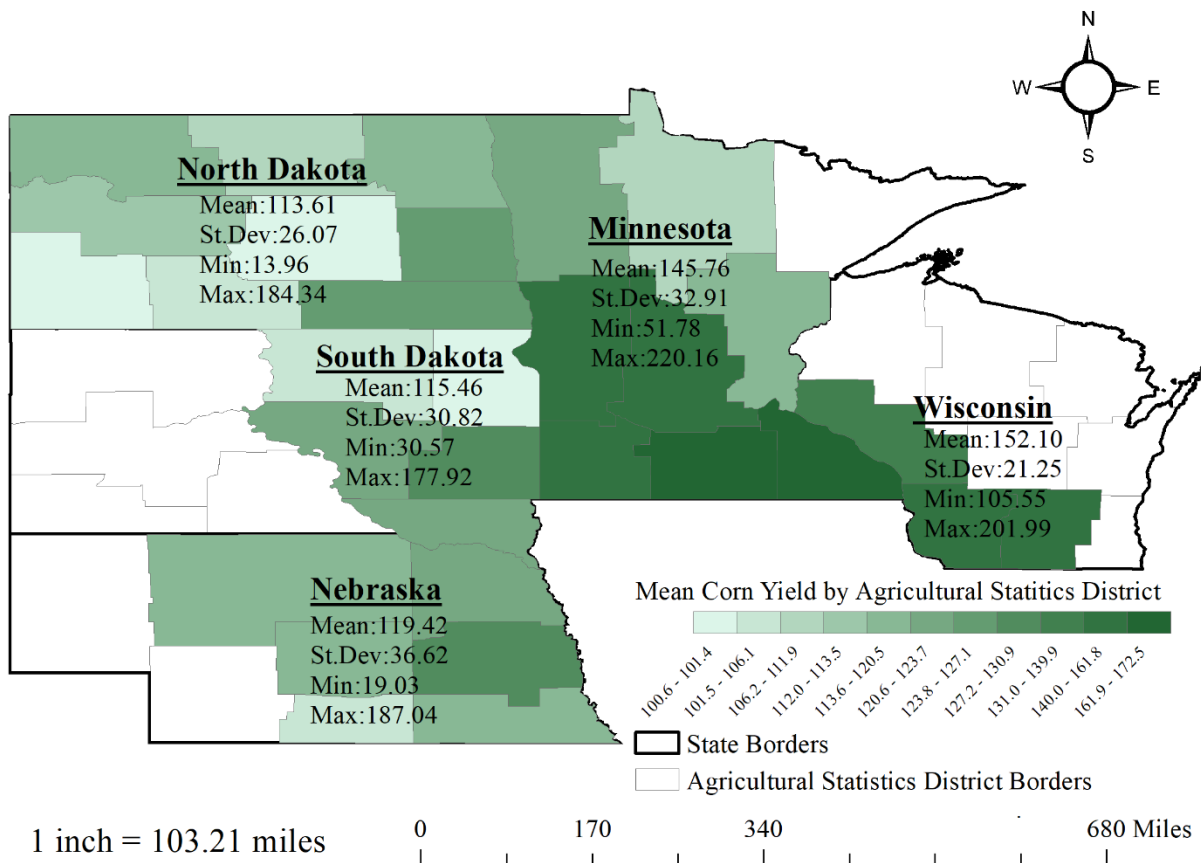 N
W E
S
North Dakota
Mean:113.61
St.Dev:26.07
Min:13.96
Max:184.34
Minnesota
Mean:145.76
St.Dev:32.91
Min:51.78
Max:220.16
South Dakota
Mean:115.46
St.Dev:30.82
Min:30.57
Max:177.92
Wisconsin
Mean:152.10
St.Dev:21.25
Min:105.55
Max:201.99
Nebraska
Mean:119.42
St.Dev:36.62
Min:19.03
Max:187.04
Mean Corn Yield by Agricultural Statitics District
100.6 - 101.4
101.5 - 106.1
106.2 - 111.9
112.0 - 113.5
113.6 - 120.5
120.6 - 123.7
123.8 - 127.1
127.2 - 130.9
131.0 - 139.9
140.0 - 161.8
161.9 - 172.5
State Borders
Agricultural Statistics District Borders
1 inch = 103.21 miles
0 170 340 680 Miles